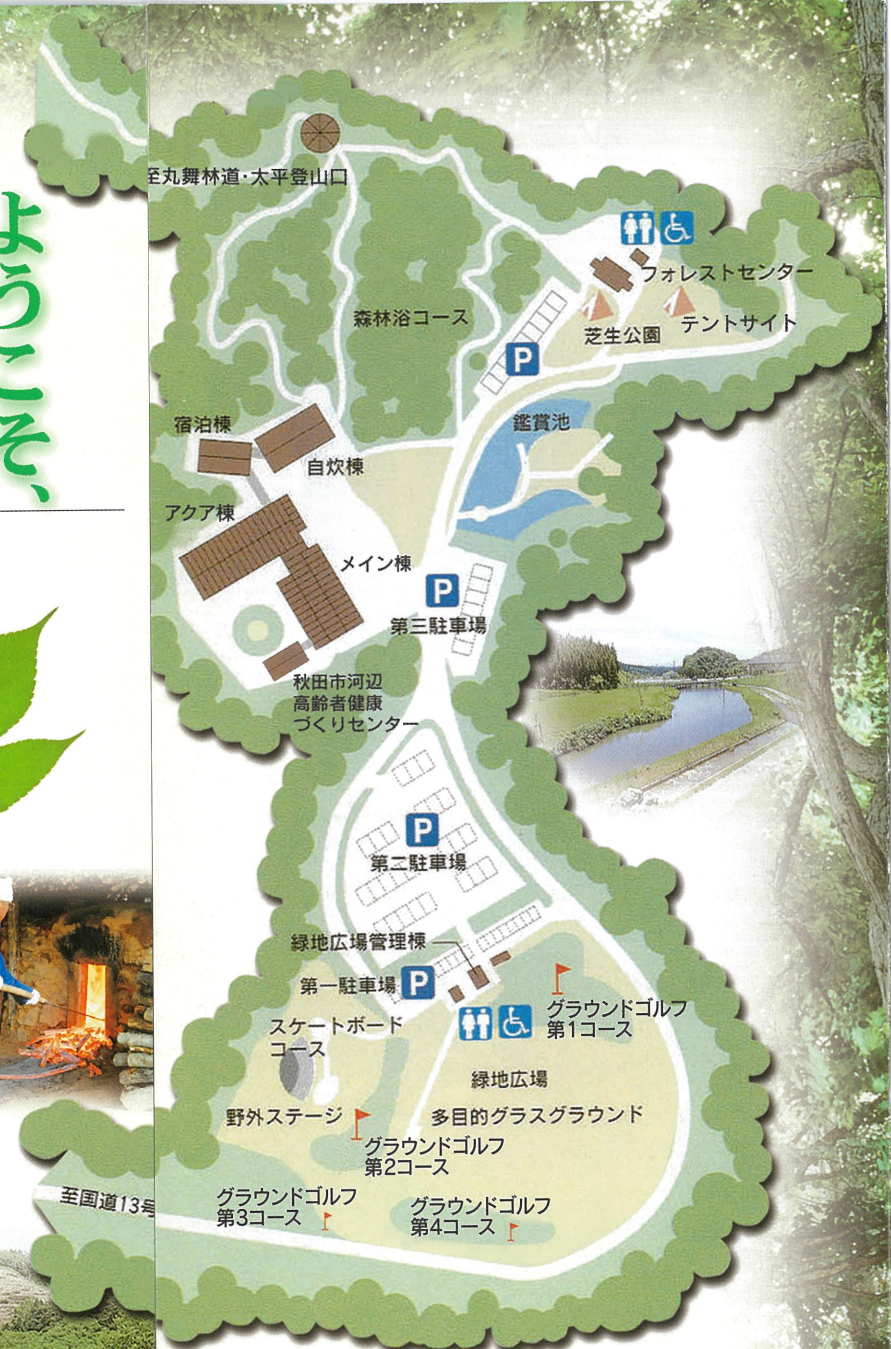 ようこそ、
至丸舞林道・太平登山口
フォレストセンター
テントサイト
芝生公園
森林浴コース
P
鑑賞池
宿泊棟
自炊棟
アクア棟
メイン棟
P
第三駐車場
秋田市河辺
高齢者健康
づくりセンター
P
第二駐車場
緑地広場管理棟
第一駐車場
P
グラウンドゴルフ
第1コース
スケートボード
コース
緑地広場
野外ステージ
多目的グラスグラウンド
グラウンドゴルフ
第2コース
至国道13号
グラウンドゴルフ
第3コース
グラウンドゴルフ
第4コース